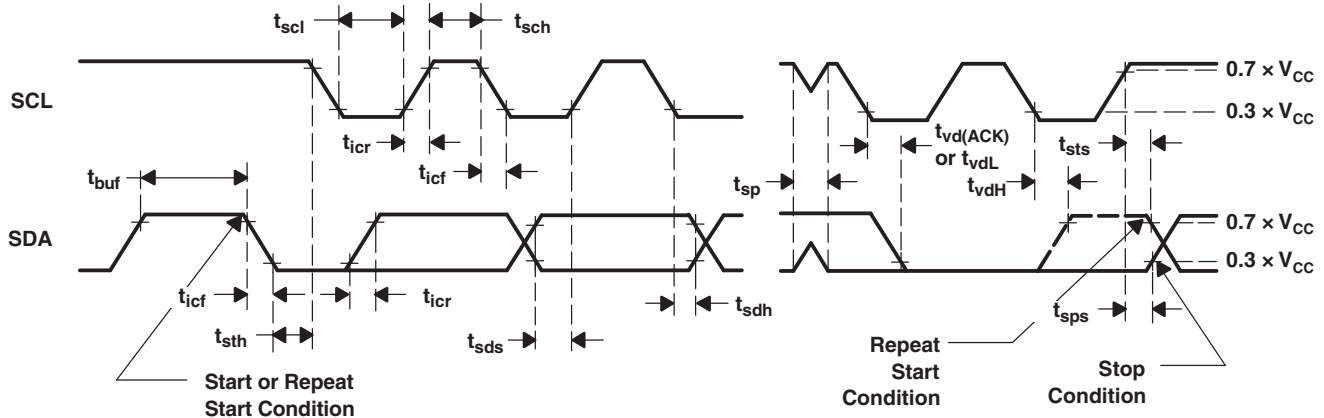 tscl
tsch
0.7 × VCC
SCL
0.3 × VCC
ticr
tvd(ACK)
or tvdL
tsts
ticf
tbuf
tsp
tvdH
SDA
0.7 × VCC
0.3 × VCC
ticf
ticr
tsdh
tsps
tsth
tsds
Repeat
Start
Condition
Stop
Condition
Start or Repeat
Start Condition